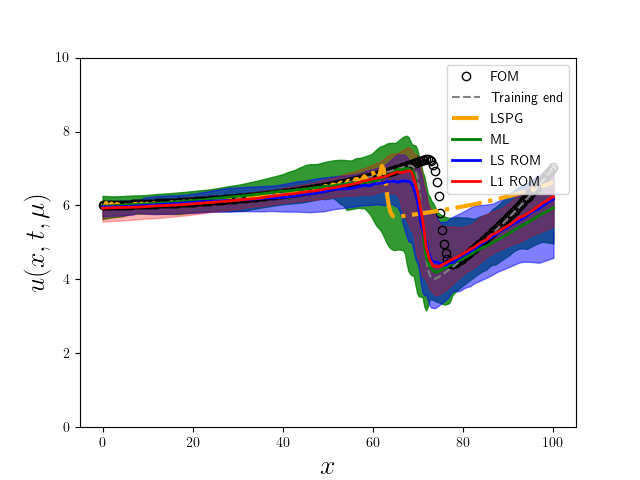 10
8
6
4
2
0
u(x, t, μ)
0
20
40
60
80
100
x
FOM
Training end
LSPG
ML
LS ROM
L1 ROM